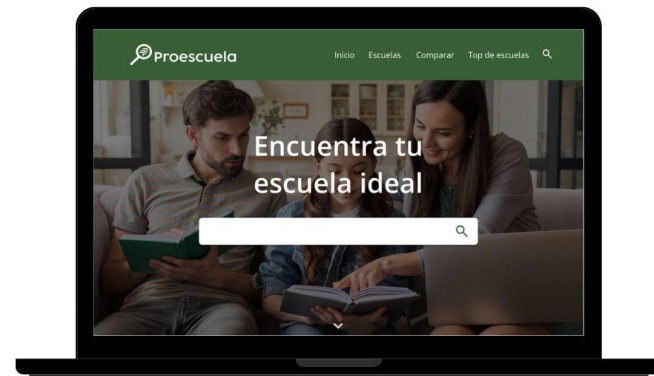 Proescuela
Inicio Escuelas Comparar Top de escuelas
Encuentra tu
escuela ideal